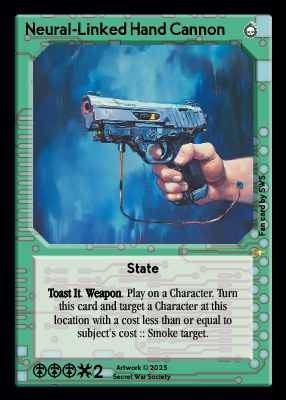 Neural-Linked Hand Cannon
Fan card by SWS
State
Toast It. Weapon. Play on a Character. Turn
this card and target a Character at this
location with a cost less than or equal to
subject's cost :: Smoke target.
2
Artwork © 2025
Secret War Society